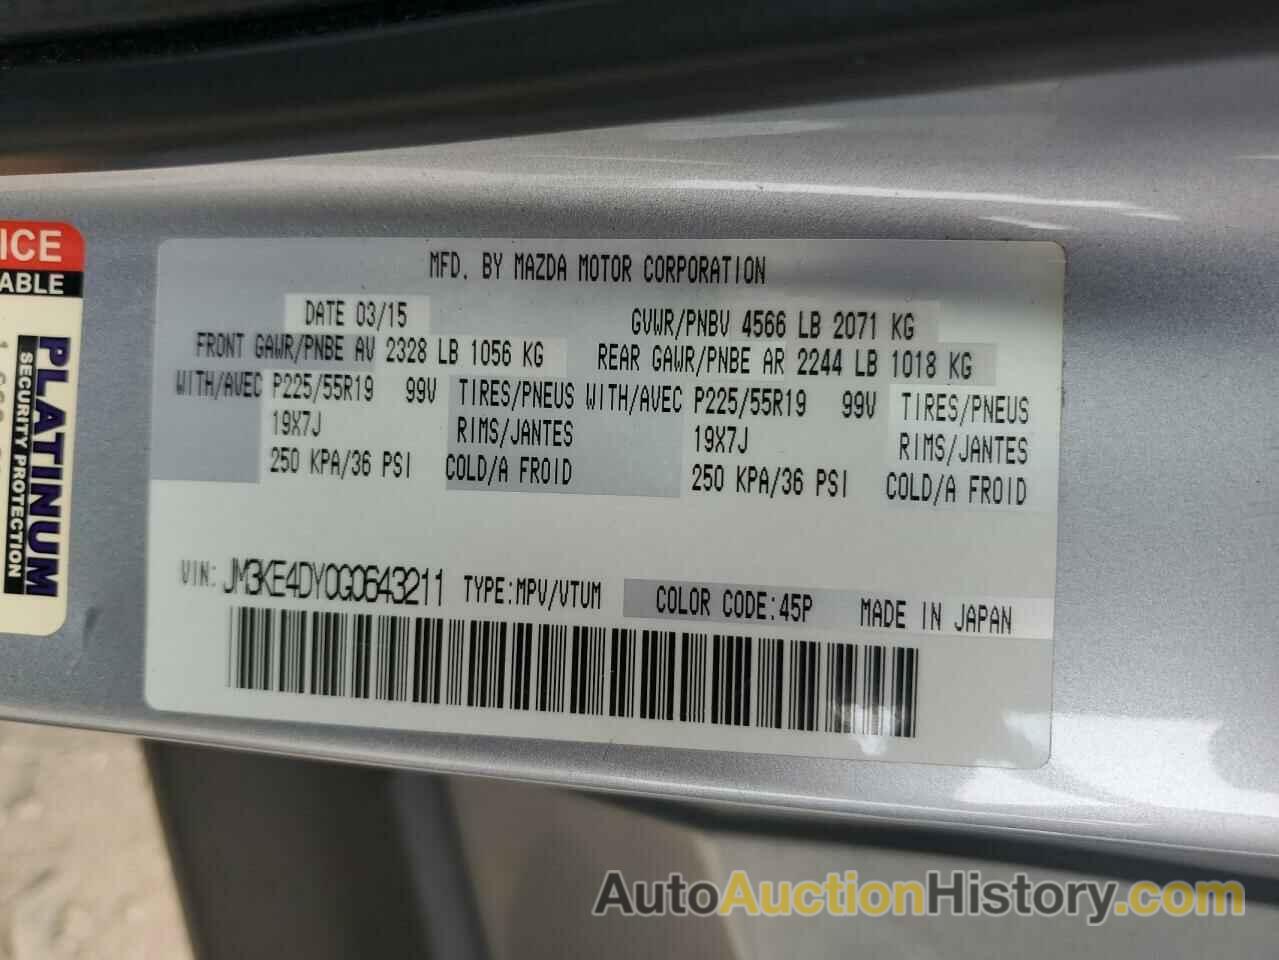 MFD. BY MAZDA MOTOR CORPORATION
DATE 03/15 GVWR/PNBV 4566 LB 2071 KG
FRONT GAWR/PNBE AV 2328 LB 1056 KG REAR GAWR/PNBE AR 2244 LB 1018 KG
WITH/AVEC P225/55R19 99V TIRES/PNEUS WITH/AVEC P225/55R19 99V TIRES/PNEUS
19X7J RIMS/JANTES 19X7J RIMS/JANTES
250 KPA/36 PSI COLD/A FROID 250 KPA/36 PSI COLD/A FROID
VIN: JM3KE4DY0G0643211 TYPE:MPV/VTUM COLOR CODE:45P MADE IN JAPAN
ICE
ABLE
PLATINUM
SECURITY PROTECTION
AutoAuctionHistory.com